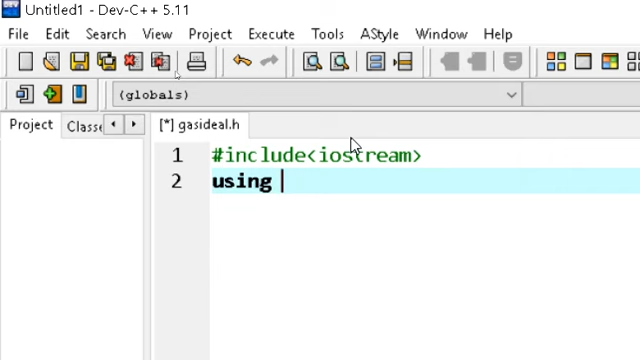 Untitled1 - Dev-C++ 5.11
File Edit Search View Project Execute Tools AStyle Window Help
(globals)
Project Classe [*] gasideal.h
1 #include<iostream>
2 using